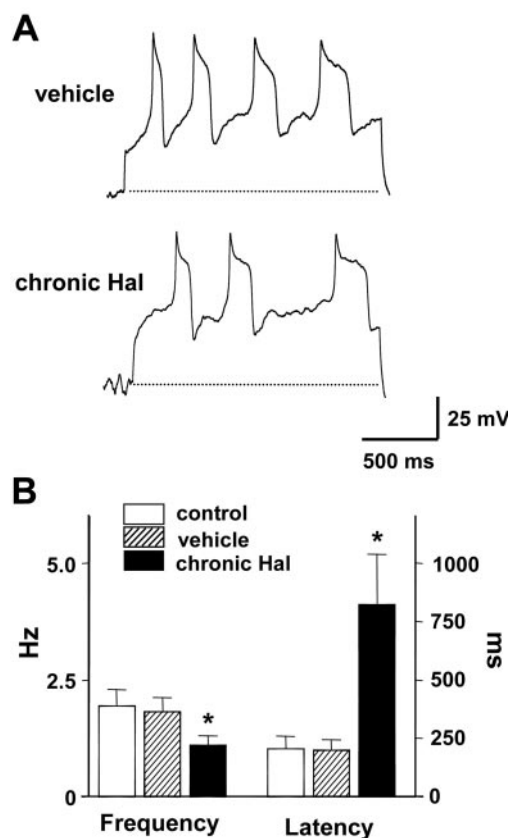 A
vehicle
chronic Hal
25 mV
500 ms
B
control
vehicle
chronic Hal
*
5.0
1000
750
Hz
ms
2.5
500
*
250
0
0
Frequency
Latency